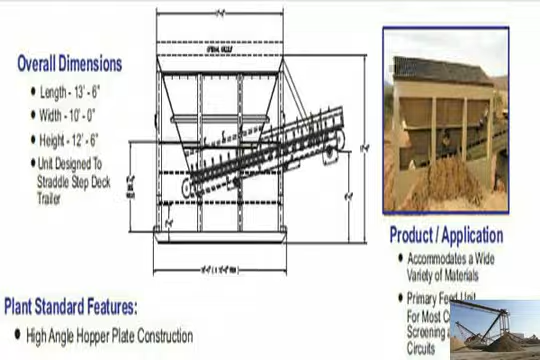 Overall Dimensions
Length - 13' - 6"
Width - 10' - 0"
Height - 12' - 6"
Unit Designed To
Straddle Step Deck
Trailer
Product / Application
Accommodates a Wide
Variety of Materials
Primary Feed Unit
For Most
Screening
Circuits
Plant Standard Features:
High Angle Hopper Plate Construction